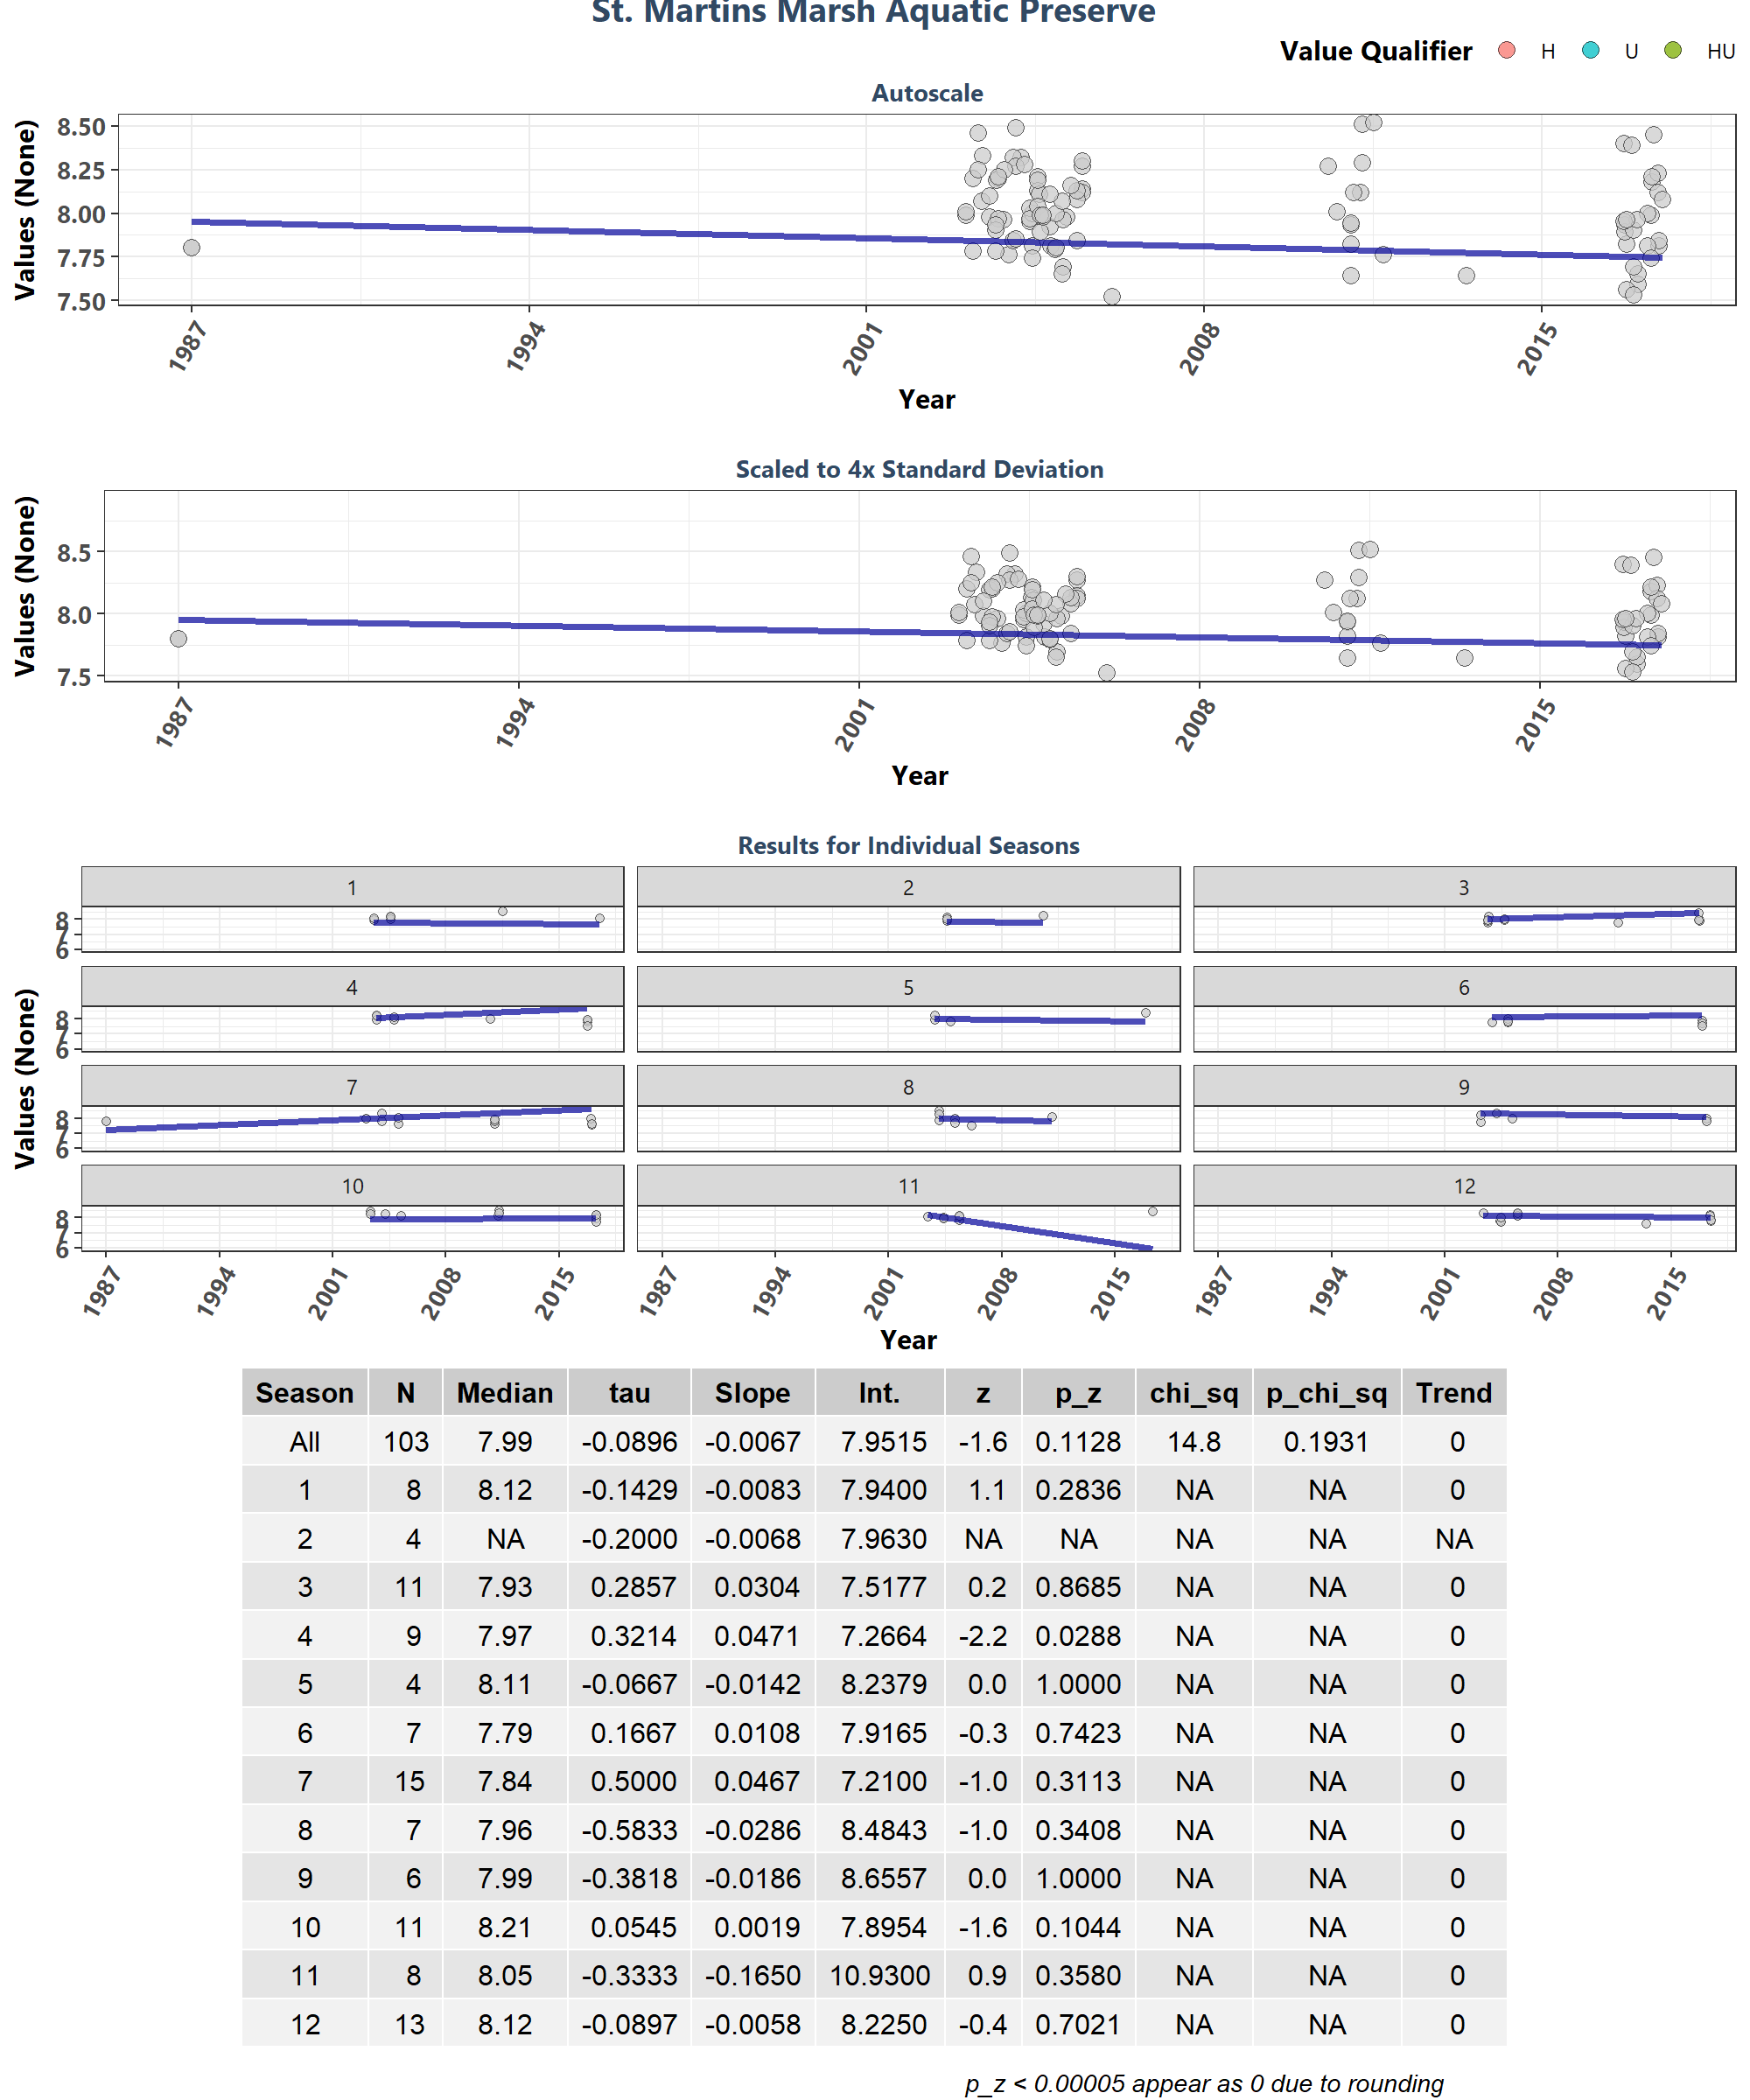 St. Martins Marsh Aquatic Preserve
Value Qualifier H U HU
Autoscale
Values (None)
8.50
8.25
8.00
7.75
7.50
1987 1994 2001 2008 2015
Year
Scaled to 4x Standard Deviation
Values (None)
8.5
8.0
7.5
1987 1994 2001 2008 2015
Year
Results for Individual Seasons
Values (None)
1 2 3
8
7
6
4 5 6
8
7
6
7 8 9
8
7
6
10 11 12
8
7
6
1987 1994 2001 2008 2015 1987 1994 2001 2008 2015 1987 1994 2001 2008 2015
Year
Season N Median tau Slope Int. z p_z chi_sq p_chi_sq Trend
All 103 7.99 -0.0896 -0.0067 7.9515 -1.6 0.1128 14.8 0.1931 0
1 8 8.12 -0.1429 -0.0083 7.9400 1.1 0.2836 NA NA 0
2 4 NA -0.2000 -0.0068 7.9630 NA NA NA NA NA
3 11 7.93 0.2857 0.0304 7.5177 0.2 0.8685 NA NA 0
4 9 7.97 0.3214 0.0471 7.2664 -2.2 0.0288 NA NA 0
5 4 8.11 -0.0667 -0.0142 8.2379 0.0 1.0000 NA NA 0
6 7 7.79 0.1667 0.0108 7.9165 -0.3 0.7423 NA NA 0
7 15 7.84 0.5000 0.0467 7.2100 -1.0 0.3113 NA NA 0
8 7 7.96 -0.5833 -0.0286 8.4843 -1.0 0.3408 NA NA 0
9 6 7.99 -0.3818 -0.0186 8.6557 0.0 1.0000 NA NA 0
10 11 8.21 0.0545 0.0019 7.8954 -1.6 0.1044 NA NA 0
11 8 8.05 -0.3333 -0.1650 10.9300 0.9 0.3580 NA NA 0
12 13 8.12 -0.0897 -0.0058 8.2250 -0.4 0.7021 NA NA 0
p_z < 0.00005 appear as 0 due to rounding